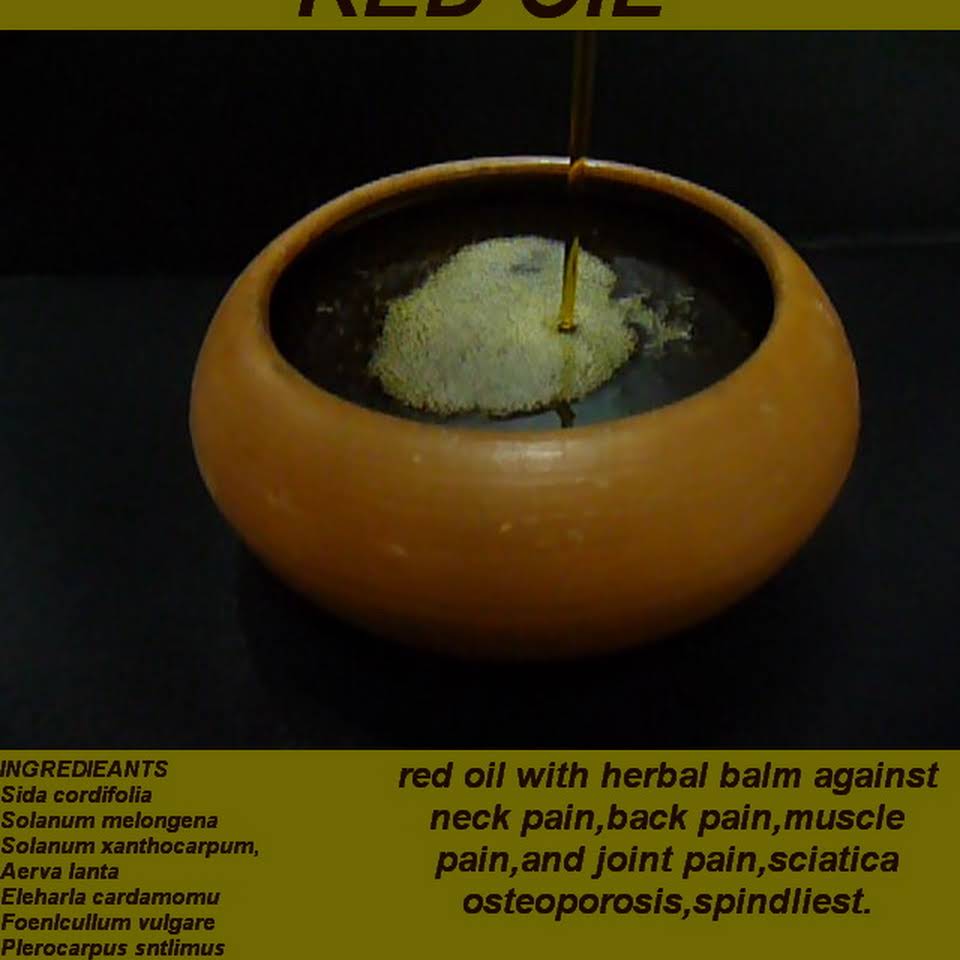 RED OIL
INGREDIEANTS
Sida cordifolia
Solanum melongena
Solanum xanthocarpum,
Aerva lanta
Eleharla cardamomu
Foenlcullum vulgare
Plerocarpus sntlimus
red oil with herbal balm against
neck pain,back pain,muscle
pain,and joint pain,sciatica
osteoporosis,spindliest.